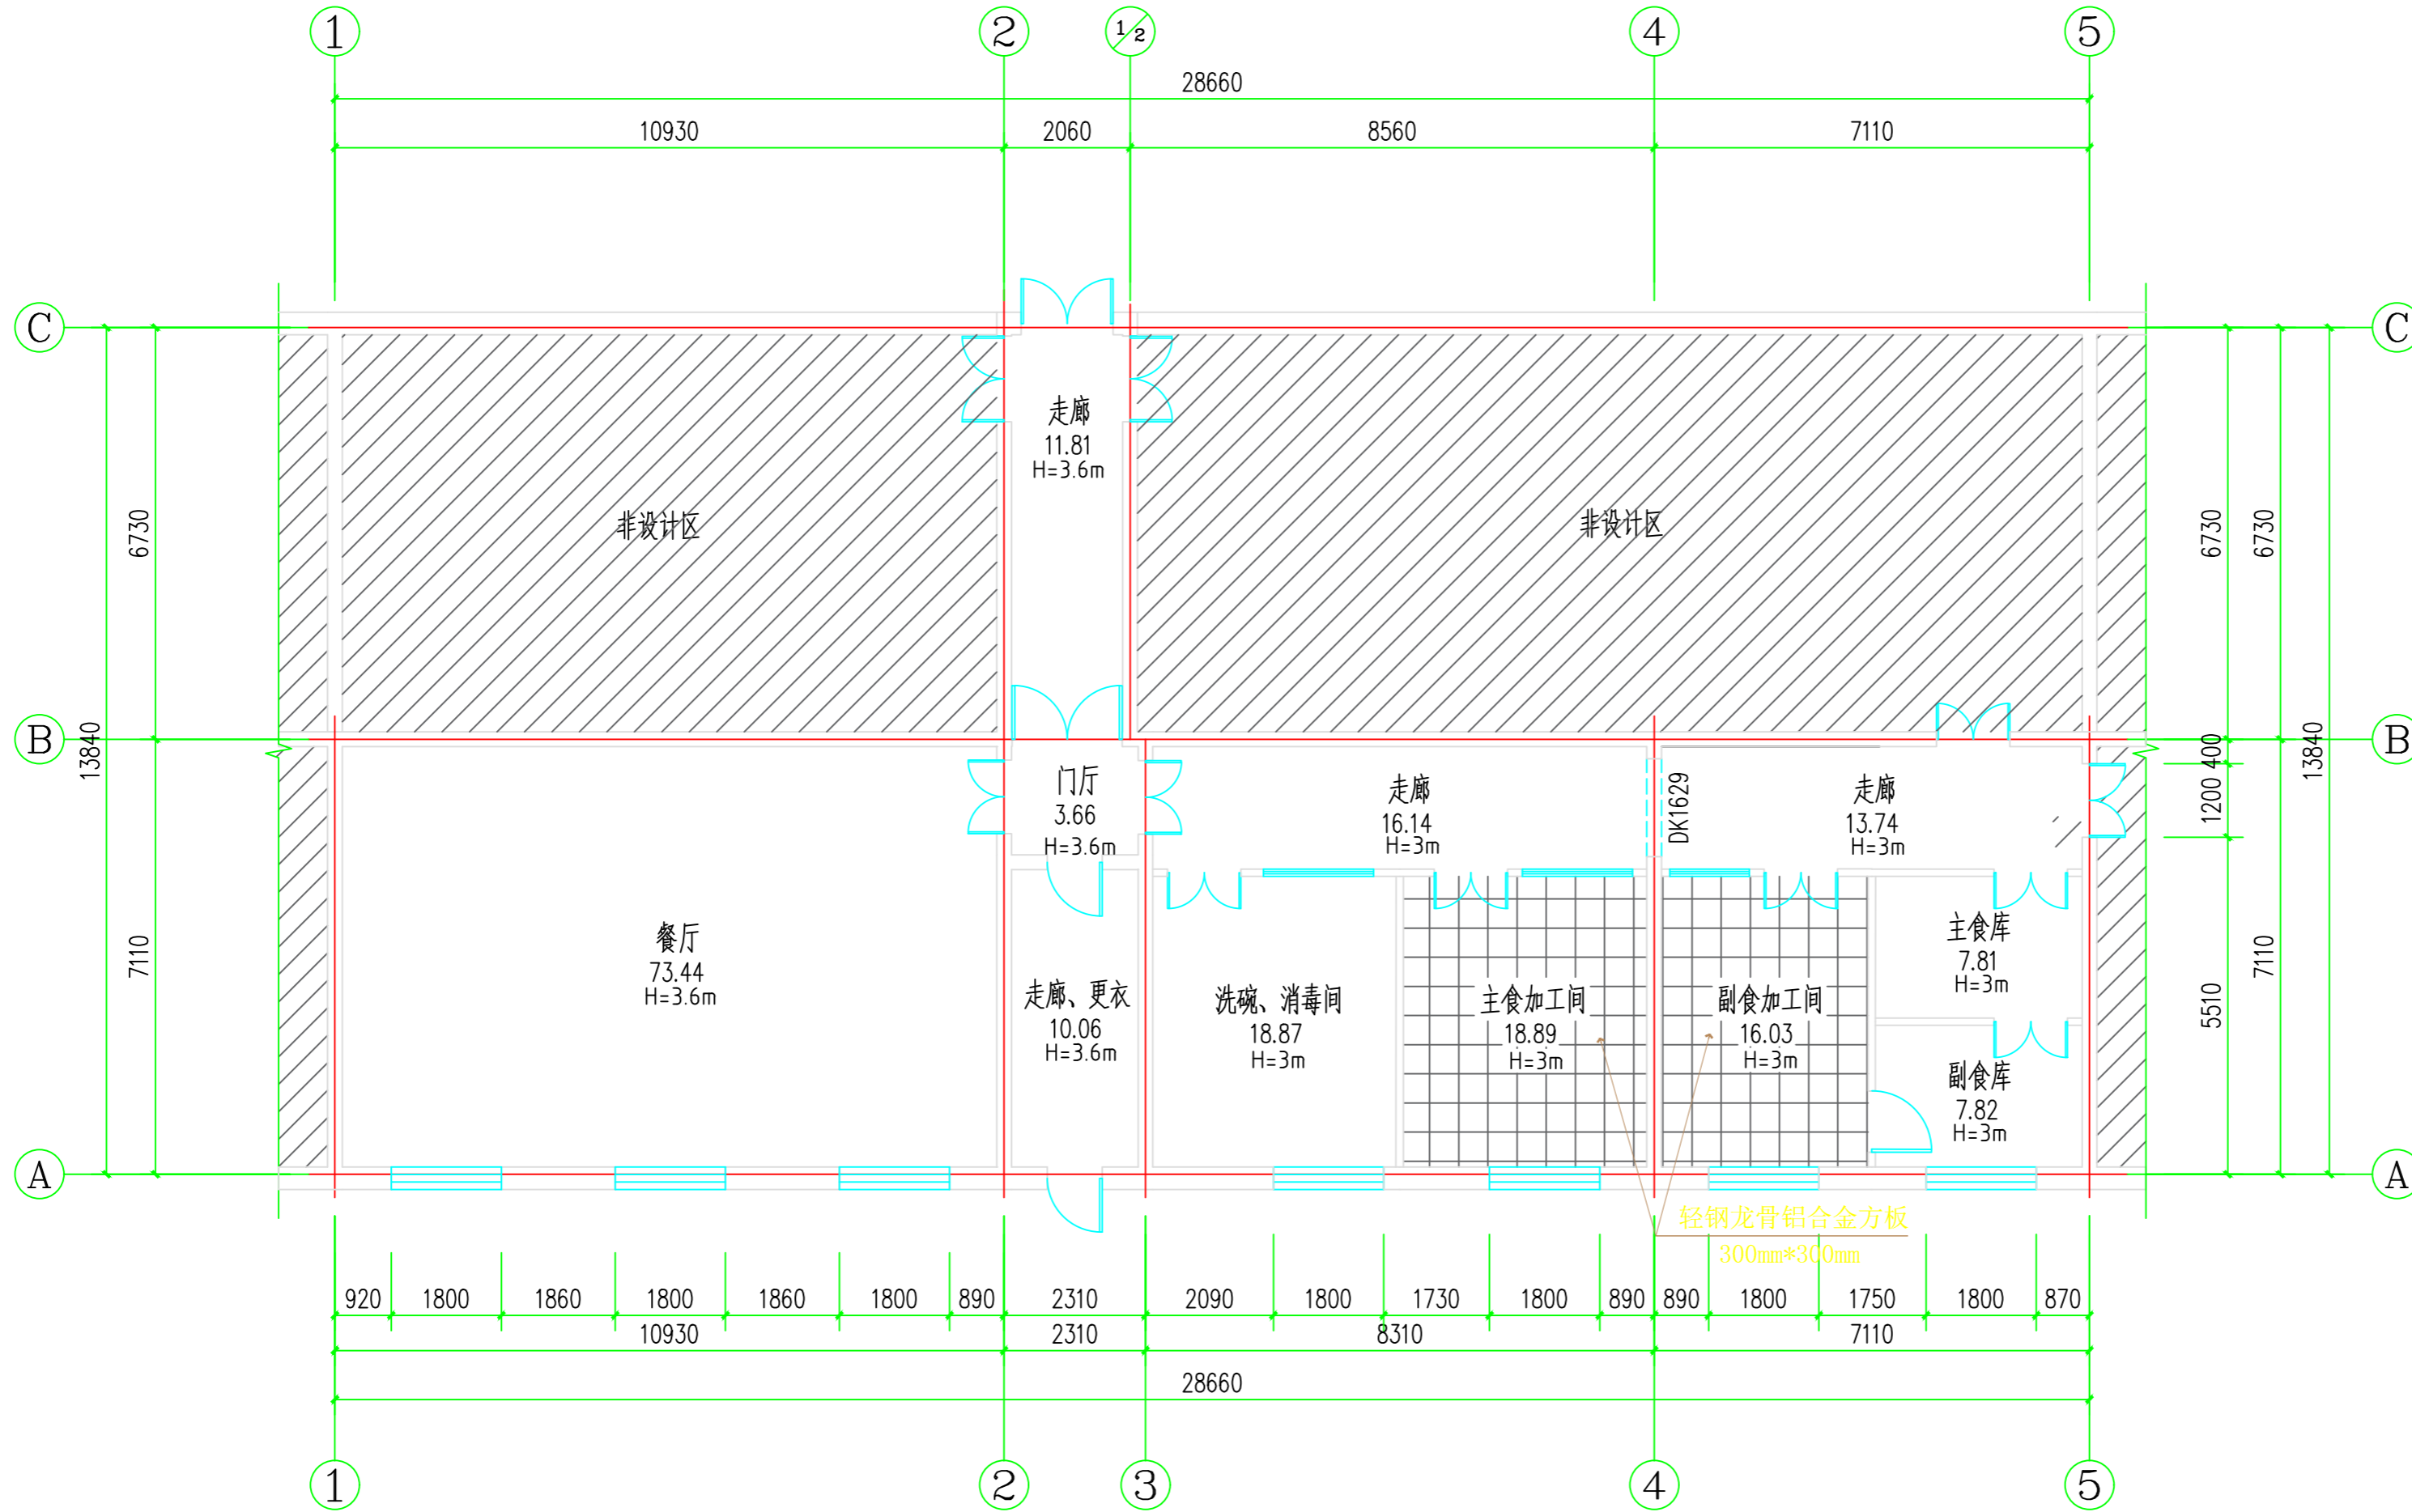 1
2
1/2
4
5
28660
10930
2060
8560
7110
C
C
走廊
11.81
H=3.6m
非设计区
非设计区
6730
6730
6730
B
B
13840
13840
400
1200
门厅
3.66
H=3.6m
走廊
16.14
H=3m
DK1629
走廊
13.74
H=3m
7110
7110
5510
餐厅
73.44
H=3.6m
走廊、更衣
10.06
H=3.6m
洗碗、消毒间
18.87
H=3m
主食加工间
18.89
H=3m
副食加工间
16.03
H=3m
主食库
7.81
H=3m
副食库
7.82
H=3m
A
A
轻钢龙骨铝合金方板
300mm*300mm
920
1800
1860
1800
1860
1800
890
2310
2090
1800
1730
1800
890
890
1800
1750
1800
870
10930
2310
8310
7110
28660
1
2
3
4
5